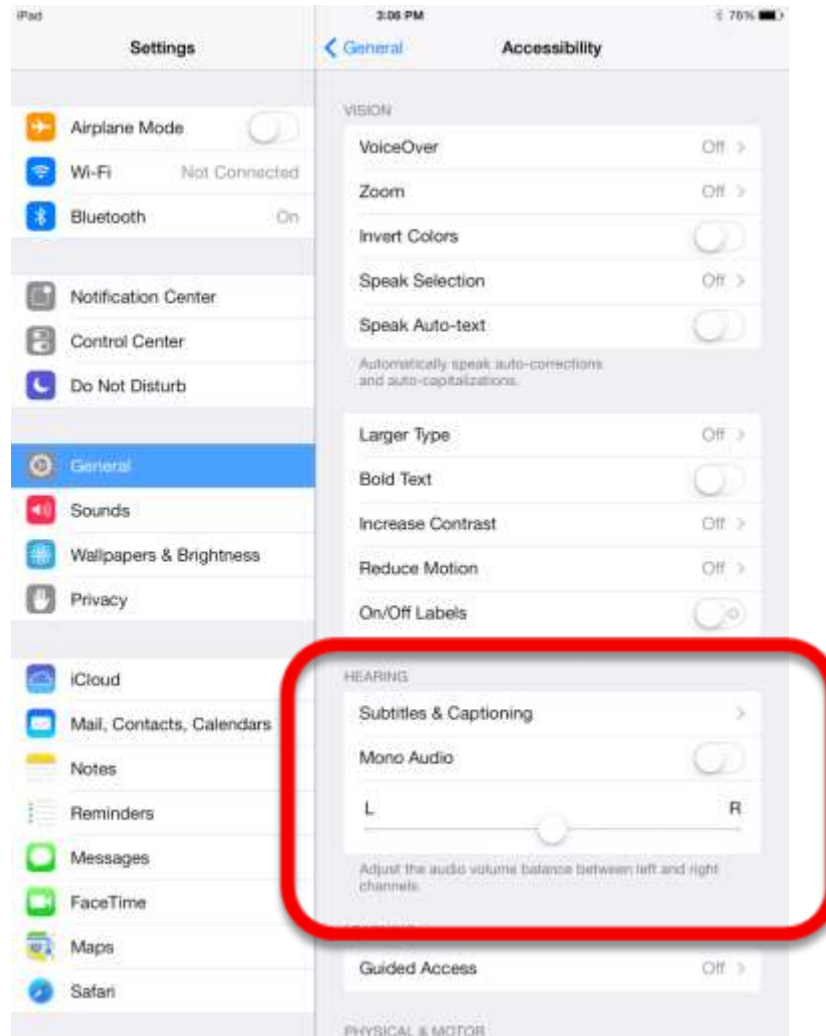 iPad
3:06 PM
76%
Settings
General
Accessibility
Airplane Mode
Wi-Fi Not Connected
Bluetooth On
Notification Center
Control Center
Do Not Disturb
General
Sounds
Wallpapers & Brightness
Privacy
iCloud
Mail, Contacts, Calendars
Notes
Reminders
Messages
FaceTime
Maps
Safari
VISION
VoiceOver Off
Zoom Off
Invert Colors
Speak Selection Off
Speak Auto-text
Automatically speak auto-corrections
and auto-capitalizations.
Larger Type Off
Bold Text
Increase Contrast Off
Reduce Motion Off
On/Off Labels
HEARING
Subtitles & Captioning
Mono Audio
L R
Adjust the audio volume balance between left and right
channels.
Guided Access Off
PHYSICAL & MOTOR